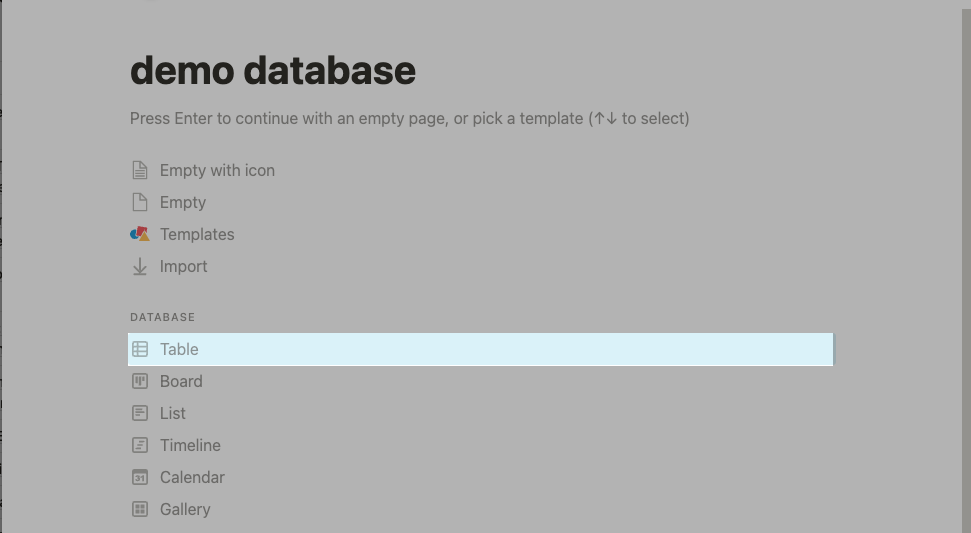 demo database
Press Enter to continue with an empty page, or pick a template (↑↓ to select)
Empty with icon
Empty
Templates
Import
DATABASE
Table
Board
List
Timeline
31 Calendar
Gallery